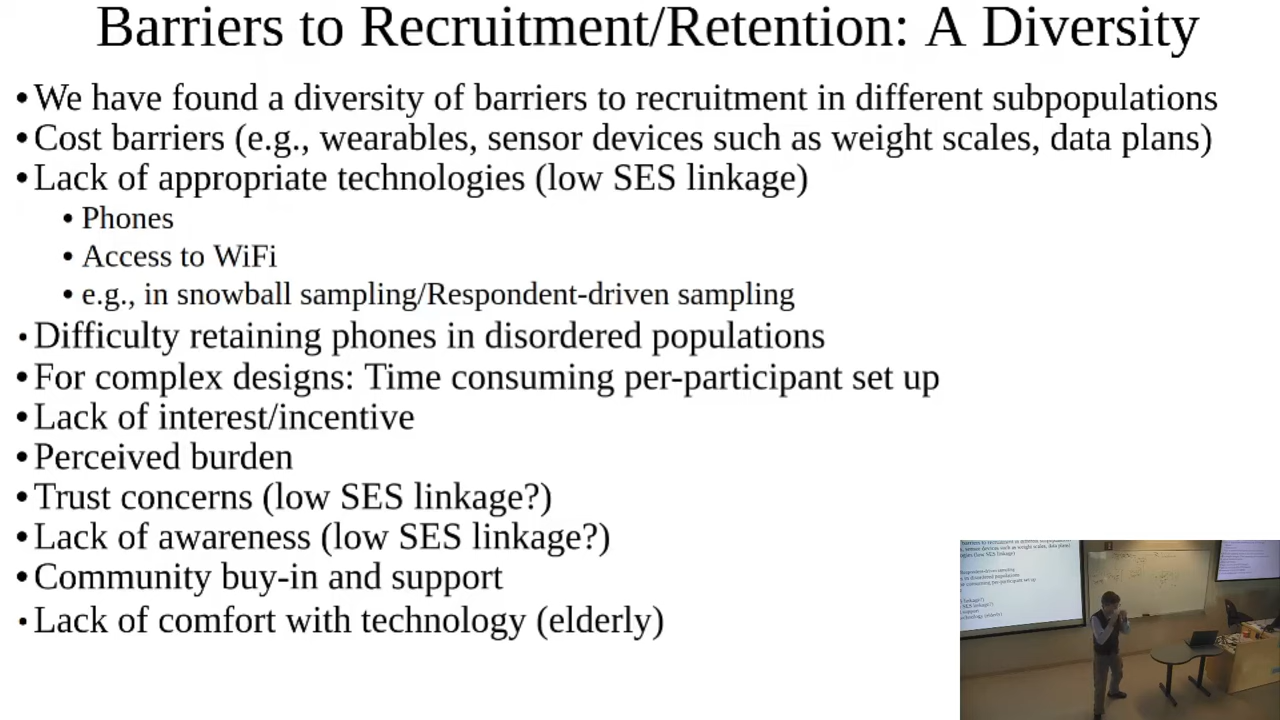 Barriers to Recruitment/Retention: A Diversity
•We have found a diversity of barriers to recruitment in different subpopulations
•Cost barriers (e.g., wearables, sensor devices such as weight scales, data plans)
•Lack of appropriate technologies (low SES linkage)
• Phones
• Access to WiFi
• e.g., in snowball sampling/Respondent-driven sampling
•Difficulty retaining phones in disordered populations
•For complex designs: Time consuming per-participant set up
•Lack of interest/incentive
•Perceived burden
•Trust concerns (low SES linkage?)
•Lack of awareness (low SES linkage?)
•Community buy-in and support
•Lack of comfort with technology (elderly)